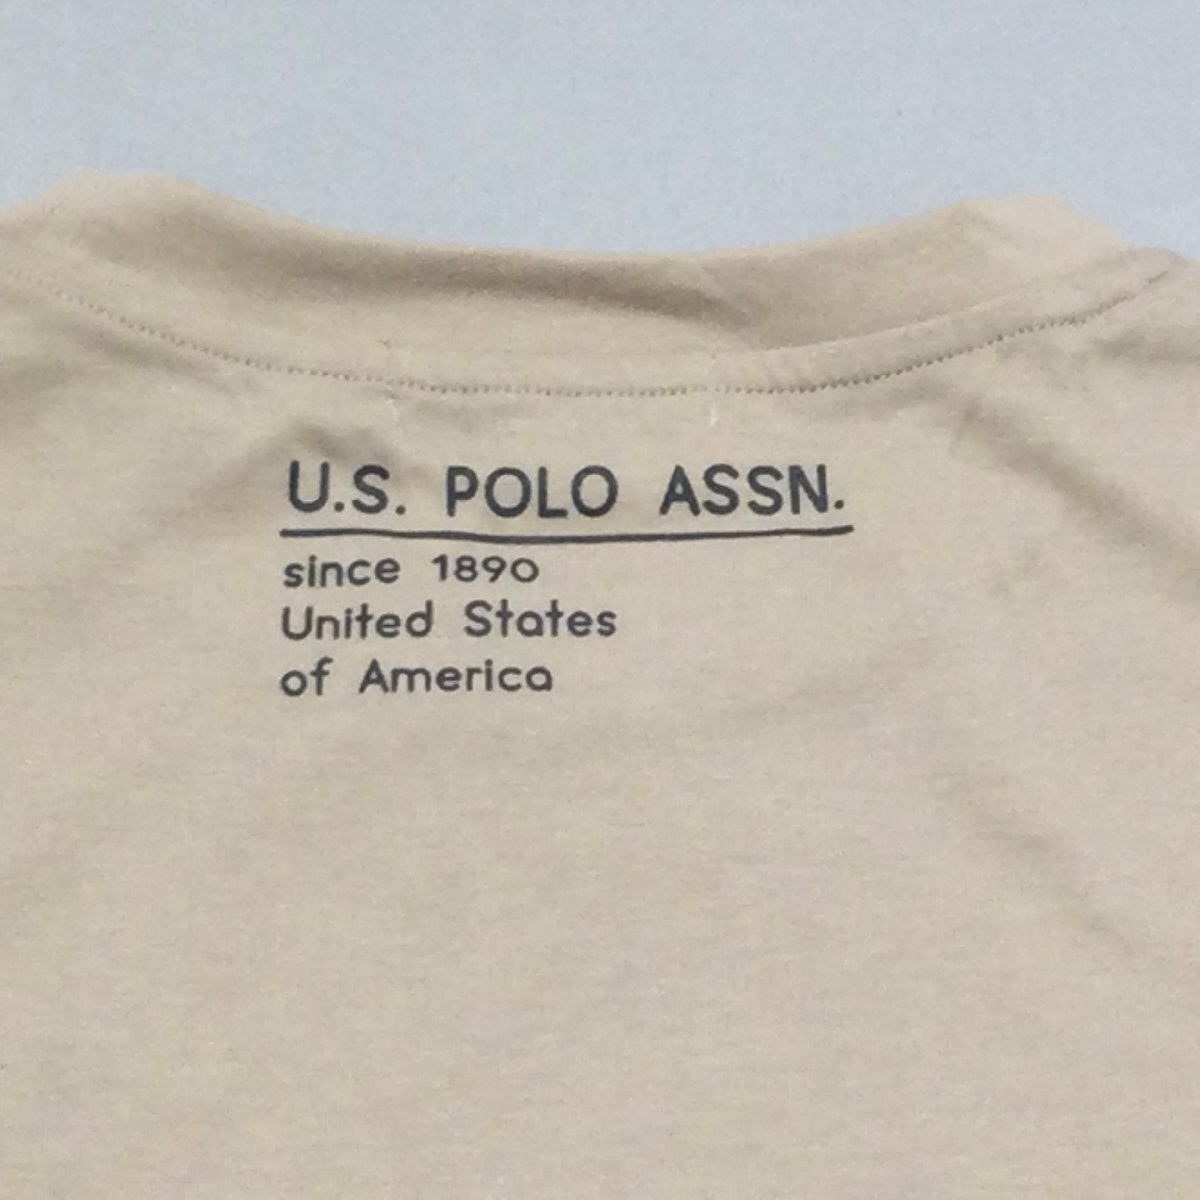 U.S. POLO ASSN.
since 1890
United States
of America